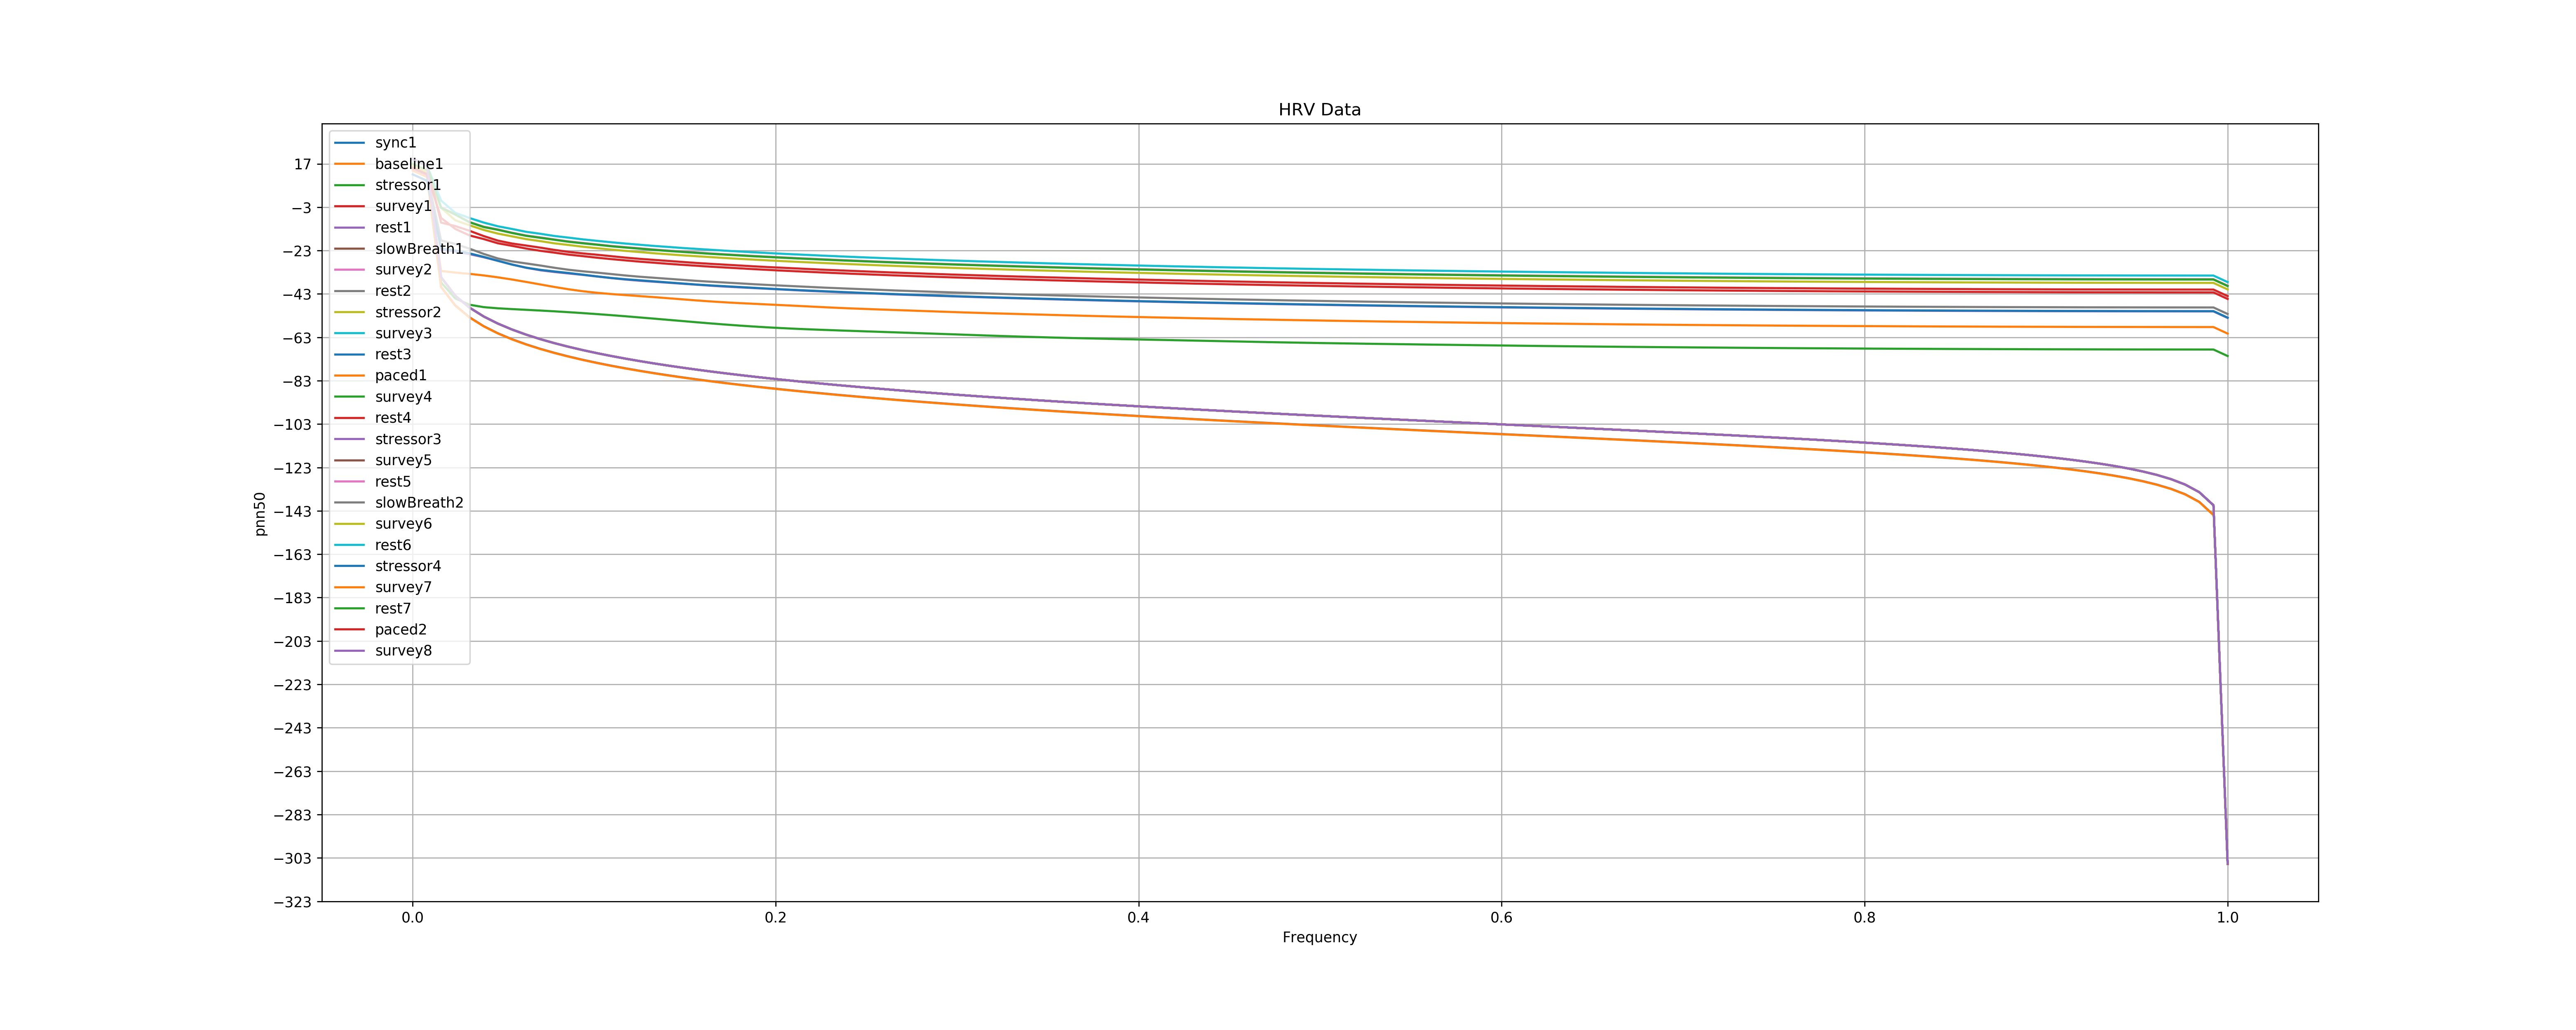 HRV Data
sync1
baseline1
stressor1
survey1
rest1
slowBreath1
survey2
rest2
stressor2
survey3
rest3
paced1
survey4
rest4
stressor3
survey5
rest5
slowBreath2
survey6
rest6
stressor4
survey7
rest7
paced2
survey8
pnn50
17
−3
−23
−43
−63
−83
−103
−123
−143
−163
−183
−203
−223
−243
−263
−283
−303
−323
0.0 0.2 0.4 0.6 0.8 1.0
Frequency